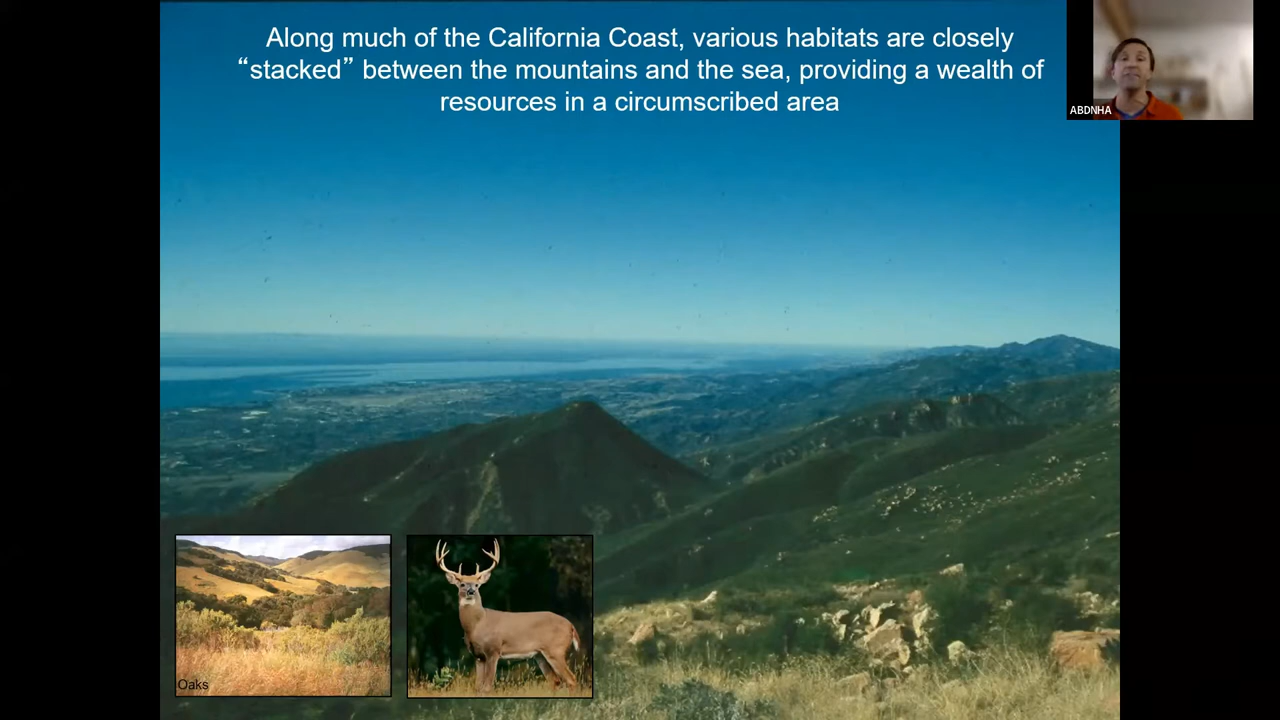 Along much of the California Coast, various habitats are closely
“stacked” between the mountains and the sea, providing a wealth of
resources in a circumscribed area
ABDNHA
Oaks